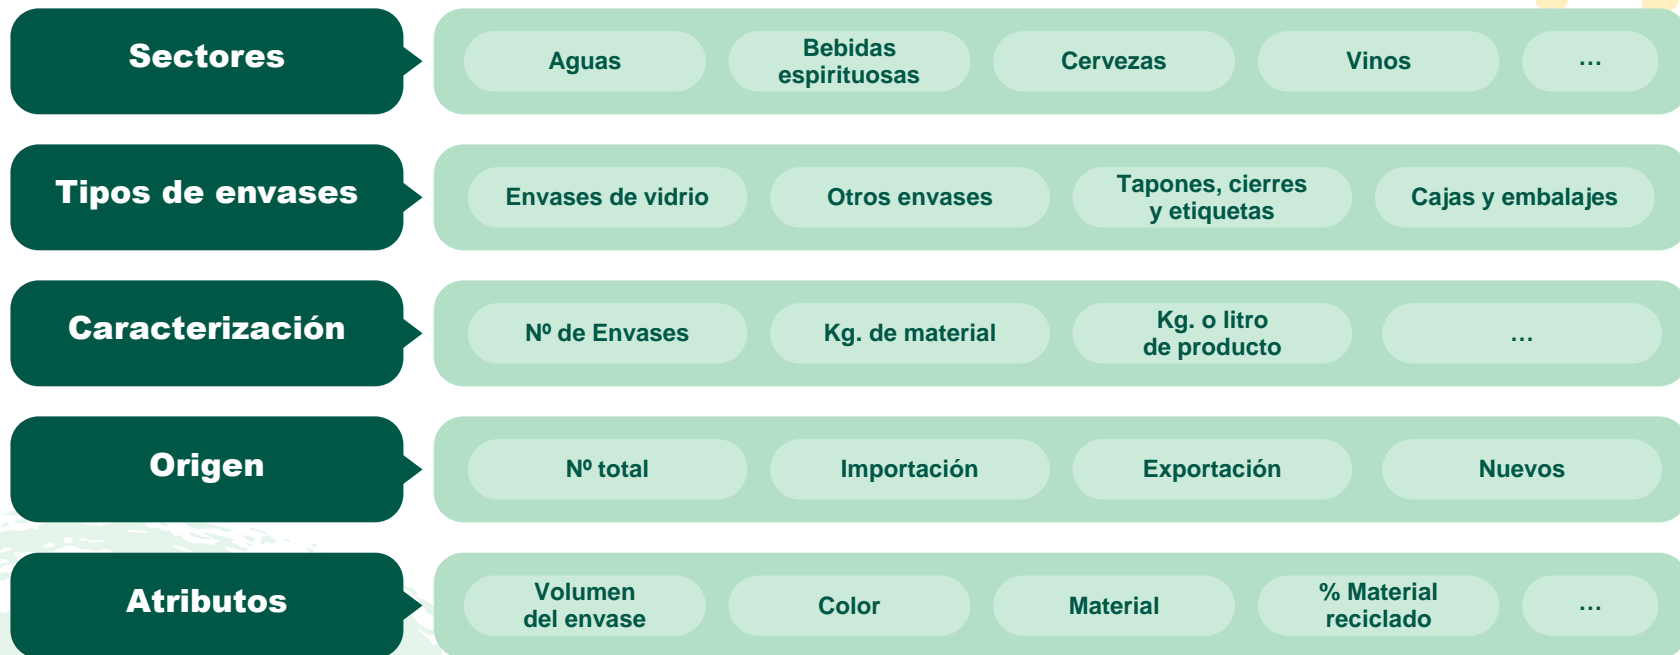 Sectores
Aguas
Bebidas
espirituosas
Cervezas
Vinos
...
Tipos de envases
Envases de vidrio
Otros envases
Tapones, cierres
y etiquetas
Cajas y embalajes
Caracterización
Nº de Envases
Kg. de material
Kg. o litro
de producto
...
Origen
Nº total
Importación
Exportación
Nuevos
Atributos
Volumen
del envase
Color
Material
% Material
reciclado
...